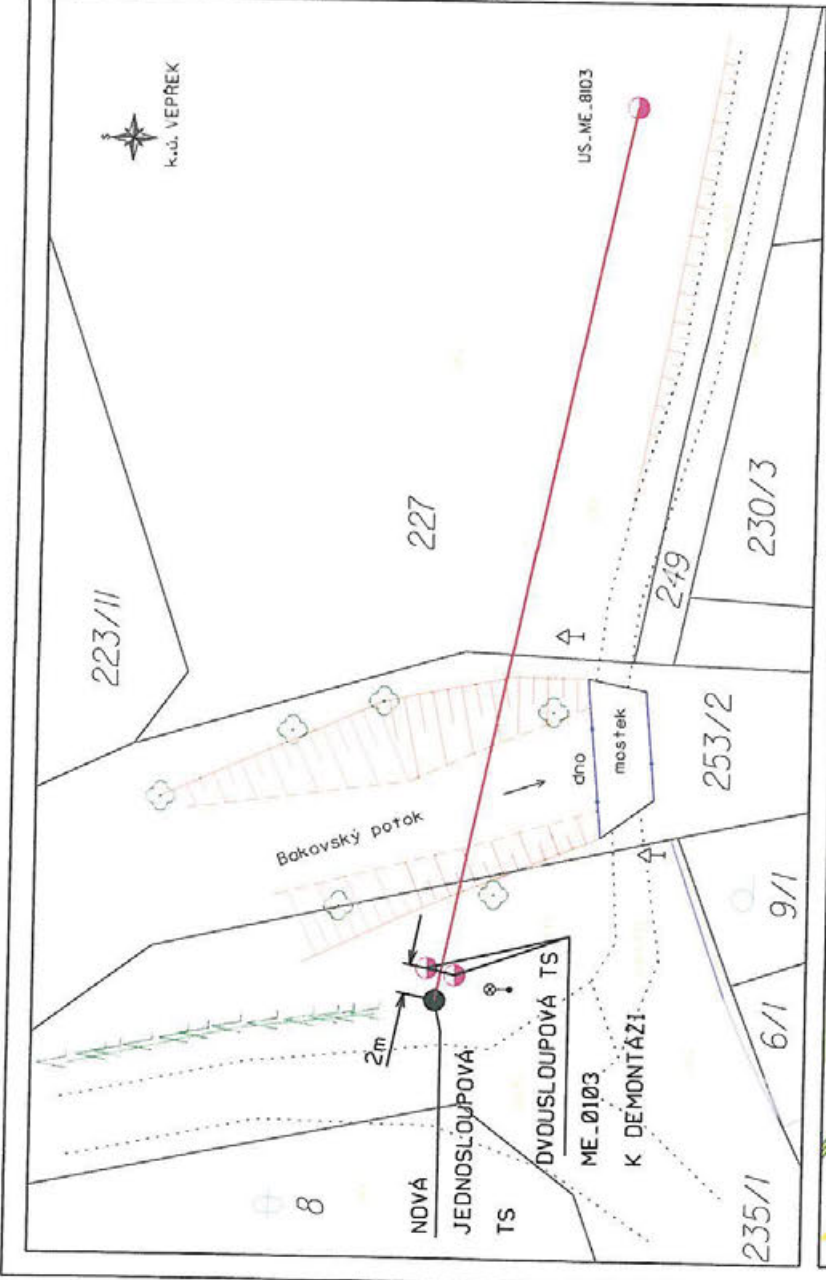 S
k.ú. VEPŘEK
US_ME_8103
223/11
227
249
230/3
Bakovský potok
dno
mostek
253/2
2m
NOVÁ
JEDNOSLOUPOVÁ
TS
DVOUSLOUPOVÁ TS
ME_0103
K DEMONTÁŽI
8
235/1
6/1
9/1